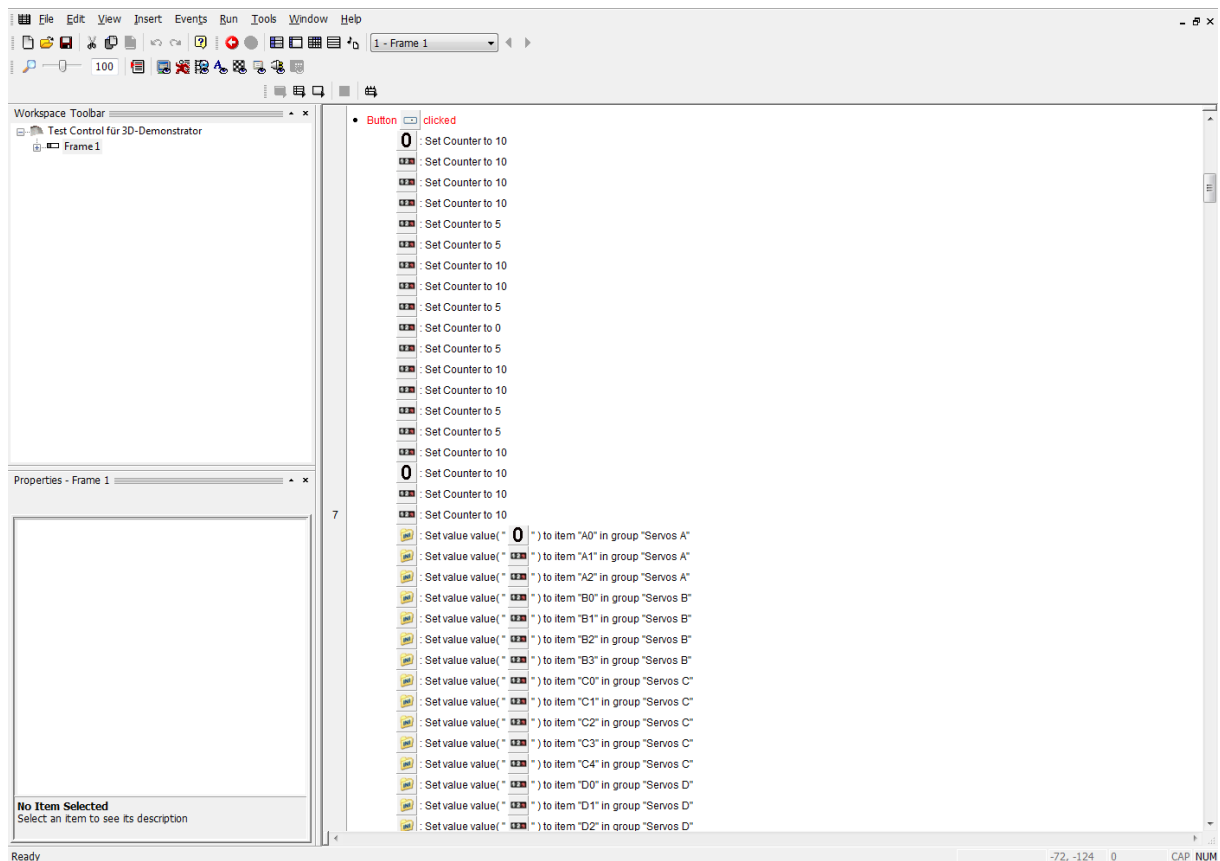 File Edit View Insert Events Run Tools Window Help
1 - Frame 1
100
Workspace Toolbar
Test Control für 3D-Demonstrator
Frame 1
Properties - Frame 1
No Item Selected
Select an item to see its description
7
• Button clicked
0 : Set Counter to 10
: Set Counter to 10
: Set Counter to 10
: Set Counter to 10
: Set Counter to 5
: Set Counter to 5
: Set Counter to 10
: Set Counter to 10
: Set Counter to 5
: Set Counter to 0
: Set Counter to 5
: Set Counter to 10
: Set Counter to 10
: Set Counter to 5
: Set Counter to 5
: Set Counter to 10
0 : Set Counter to 10
: Set Counter to 10
: Set Counter to 10
: Set value value( " 0 " ) to item "A0" in group "Servos A"
: Set value value( " " ) to item "A1" in group "Servos A"
: Set value value( " " ) to item "A2" in group "Servos A"
: Set value value( " " ) to item "B0" in group "Servos B"
: Set value value( " " ) to item "B1" in group "Servos B"
: Set value value( " " ) to item "B2" in group "Servos B"
: Set value value( " " ) to item "B3" in group "Servos B"
: Set value value( " " ) to item "C0" in group "Servos C"
: Set value value( " " ) to item "C1" in group "Servos C"
: Set value value( " " ) to item "C2" in group "Servos C"
: Set value value( " " ) to item "C3" in group "Servos C"
: Set value value( " " ) to item "C4" in group "Servos C"
: Set value value( " " ) to item "D0" in group "Servos D"
: Set value value( " " ) to item "D1" in group "Servos D"
: Set value value( " " ) to item "D2" in group "Servos D"
Ready
-72, -124 0 CAP NUM